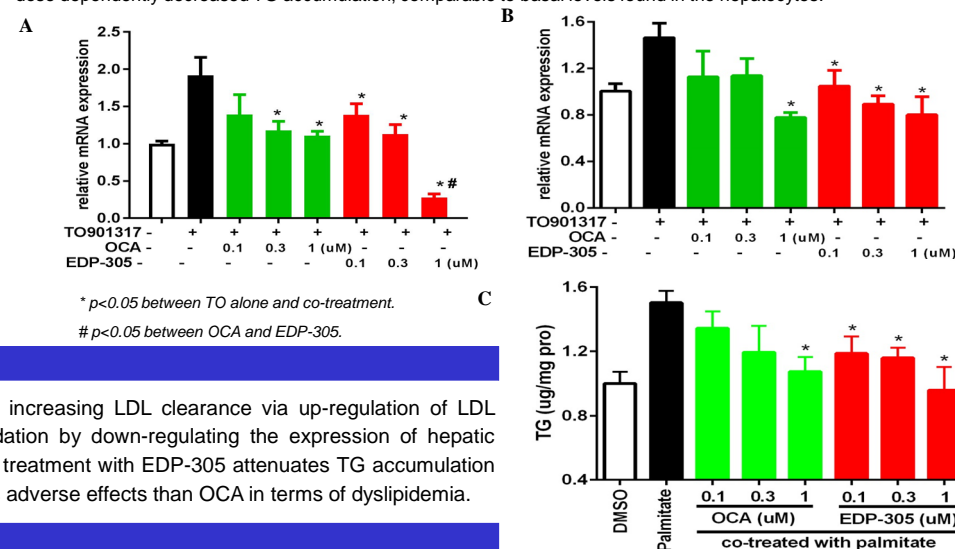 dose dependently decreased TG accumulation, comparable to basal levels found in the hepatocytes.
A
relative mRNA expression
2.5
2.0
1.5
1.0
0.5
0.0
* * * * * #
TO901317 - + + + + + + +
OCA - - 0.1 0.3 1 (uM) - - -
EDP-305 - - - - - 0.1 0.3 1 (uM)
* p<0.05 between TO alone and co-treatment.
# p<0.05 between OCA and EDP-305.
increasing LDL clearance via up-regulation of LDL
dation by down-regulating the expression of hepatic
treatment with EDP-305 attenuates TG accumulation
adverse effects than OCA in terms of dyslipidemia.
B
relative mRNA expression
1.6
1.2
0.8
0.4
0.0
* * * *
TO901317 - + + + + + + +
OCA - - 0.1 0.3 1 (uM) - - -
EDP-305 - - - - - 0.1 0.3 1 (uM)
C
TG (ug/mg pro)
1.6
1.2
0.8
0.4
* * * *
DMSO
Palmitate
0.1 0.3 1 0.1 0.3 1
OCA (uM) EDP-305 (uM)
co-treated with palmitate